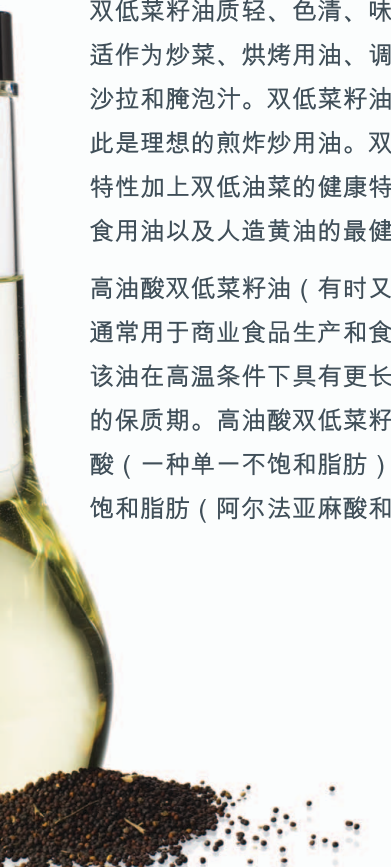 双低菜籽油质轻、色清、味
适作为炒菜、烘烤用油、调
沙拉和腌泡汁。双低菜籽油
此是理想的煎炸炒用油。双
特性加上双低油菜的健康特
食用油以及人造黄油的最健
高油酸双低菜籽油（有时又
通常用于商业食品生产和食
该油在高温条件下具有更长
的保质期。高油酸双低菜籽
酸（一种单一不饱和脂肪）
饱和脂肪（阿尔法亚麻酸和